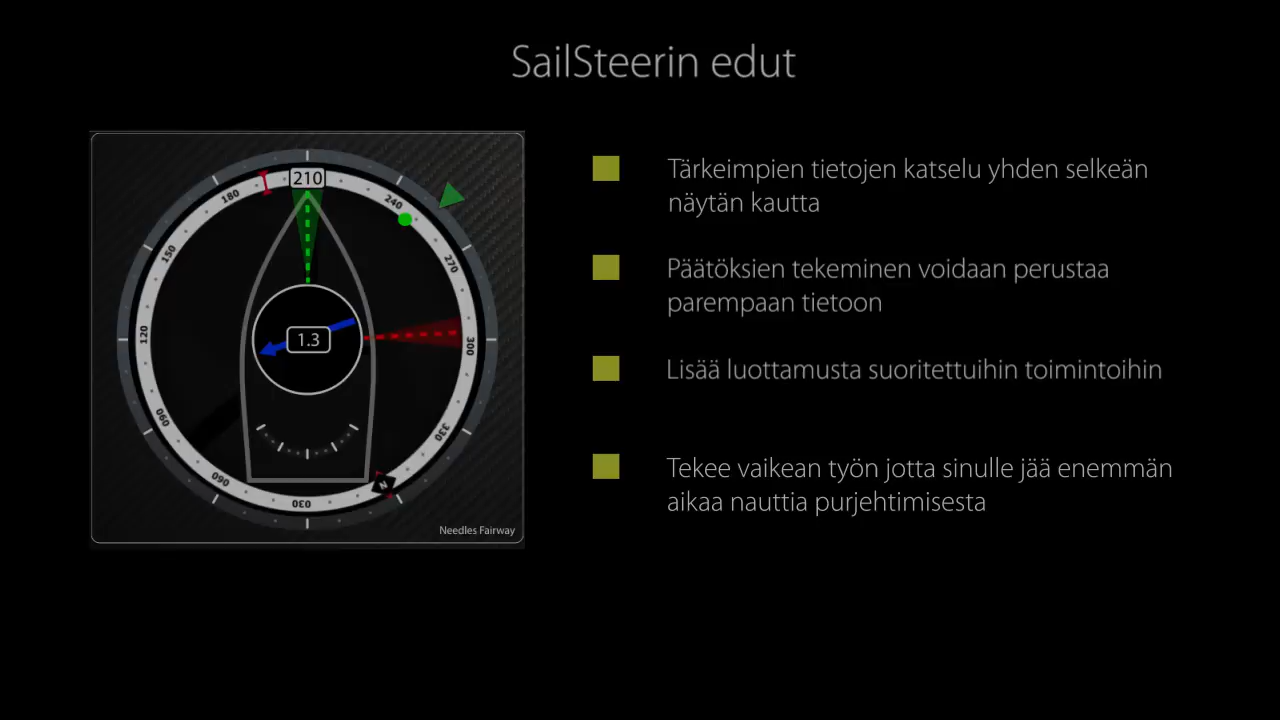 SailSteerin edut
Tärkeimpien tietojen katselu yhden selkeän
näytän kautta
Päätöksien tekeminen voidaan perustaa
parempaan tietoon
Lisää luottamusta suoritettuihin toimintoihin
Tekee vaikean työn jotta sinulle jää enemmän
aikaa nauttia purjehtimisesta
210
180
240
150
270
120
1.3
300
060
330
060
030
N
Needles Fairway